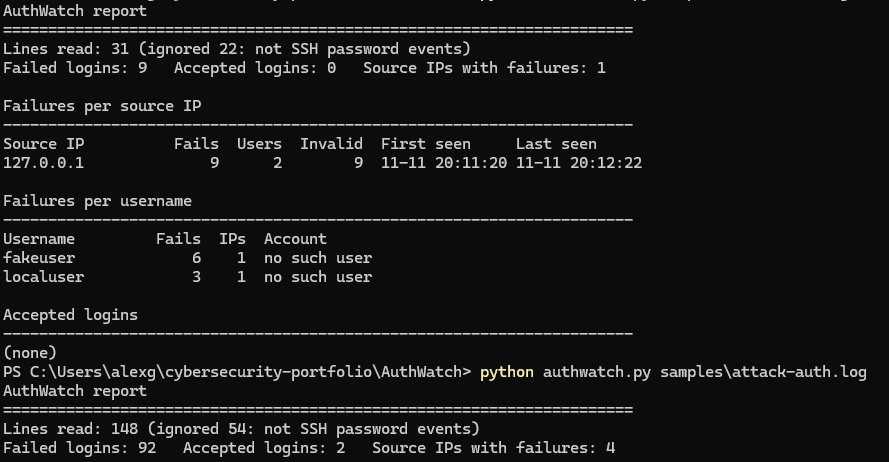 AuthWatch report
======================================================================
Lines read: 31 (ignored 22: not SSH password events)
Failed logins: 9   Accepted logins: 0   Source IPs with failures: 1
Failures per source IP
----------------------------------------------------------------------
Source IP          Fails  Users  Invalid  First seen     Last seen
127.0.0.1              9      2        9  11-11 20:11:20 11-11 20:12:22
Failures per username
----------------------------------------------------------------------
Username         Fails  IPs  Account
fakeuser             6    1  no such user
localuser            3    1  no such user
Accepted logins
----------------------------------------------------------------------
(none)
PS C:\Users\alexg\cybersecurity-portfolio\AuthWatch> python authwatch.py samples\attack-auth.log
AuthWatch report
======================================================================
Lines read: 148 (ignored 54: not SSH password events)
Failed logins: 92   Accepted logins: 2   Source IPs with failures: 4